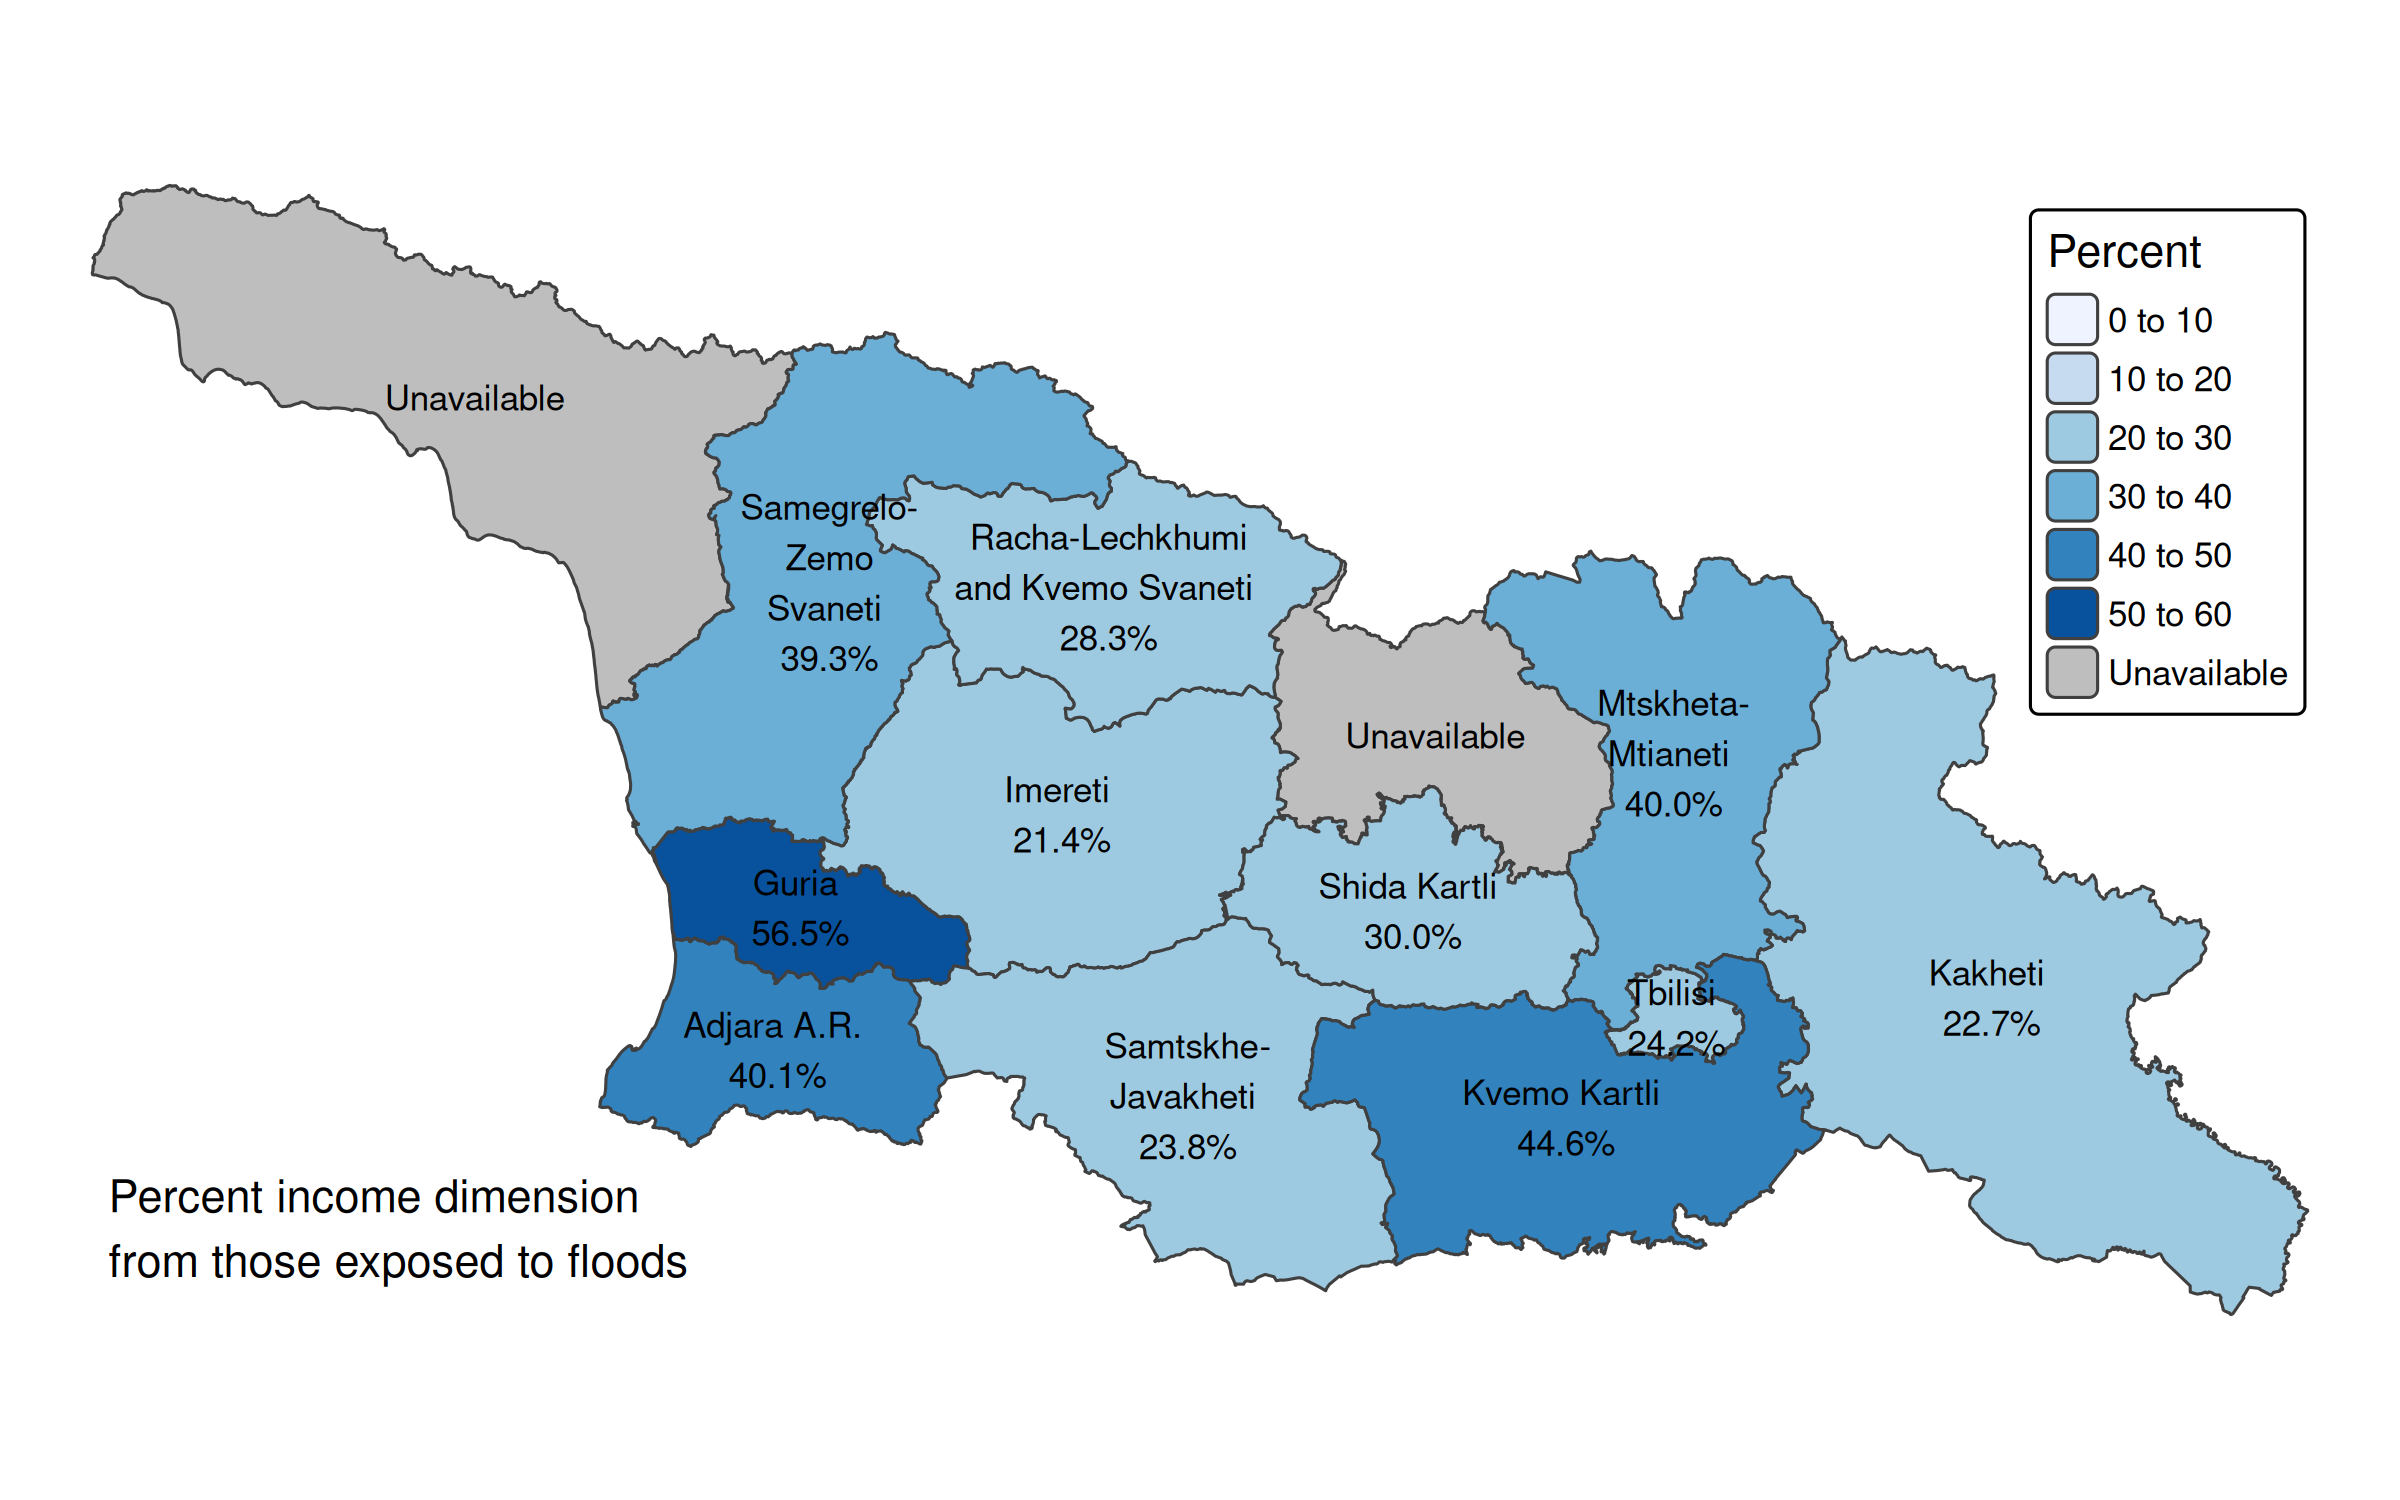 Unavailable
Samegrelo-
Zemo
Svaneti
39.3%
Racha-Lechkhumi
and Kvemo Svaneti
28.3%
Unavailable
Mtskheta-
Mtianeti
40.0%
Imereti
21.4%
Guria
56.5%
Shida Kartli
30.0%
Adjara A.R.
40.1%
Samtskhe-
Javakheti
23.8%
Tbilisi
24.2%
Kvemo Kartli
44.6%
Kakheti
22.7%
Percent
0 to 10
10 to 20
20 to 30
30 to 40
40 to 50
50 to 60
Unavailable
Percent income dimension
from those exposed to floods